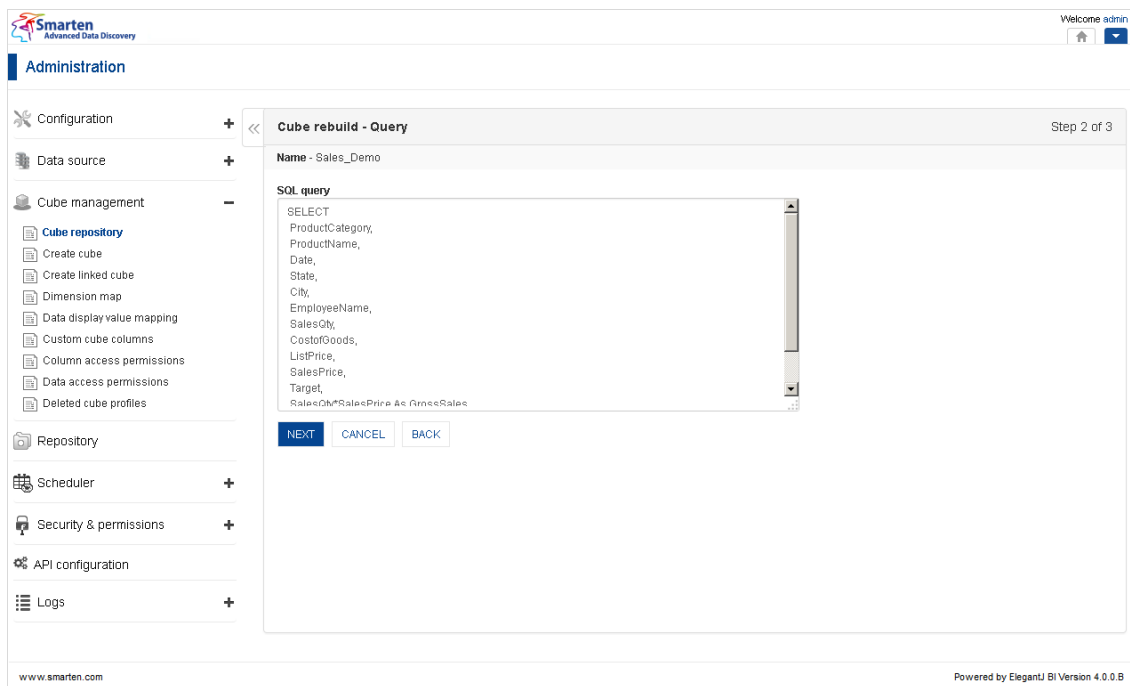 Smarten
Advanced Data Discovery
Welcome admin
Administration
Configuration
Data source
Cube management
Cube repository
Create cube
Create linked cube
Dimension map
Data display value mapping
Custom cube columns
Column access permissions
Data access permissions
Deleted cube profiles
Repository
Scheduler
Security & permissions
API configuration
Logs
Cube rebuild - Query
Step 2 of 3
Name - Sales_Demo
SQL query
SELECT
ProductCategory,
ProductName,
Date,
State,
City,
EmployeeName,
SalesQty,
CostofGoods,
ListPrice,
SalesPrice,
Target,
SalesQty*SalesPrice As GrossSales
NEXT CANCEL BACK
www.smarten.com
Powered by ElegantJ BI Version 4.0.0.B